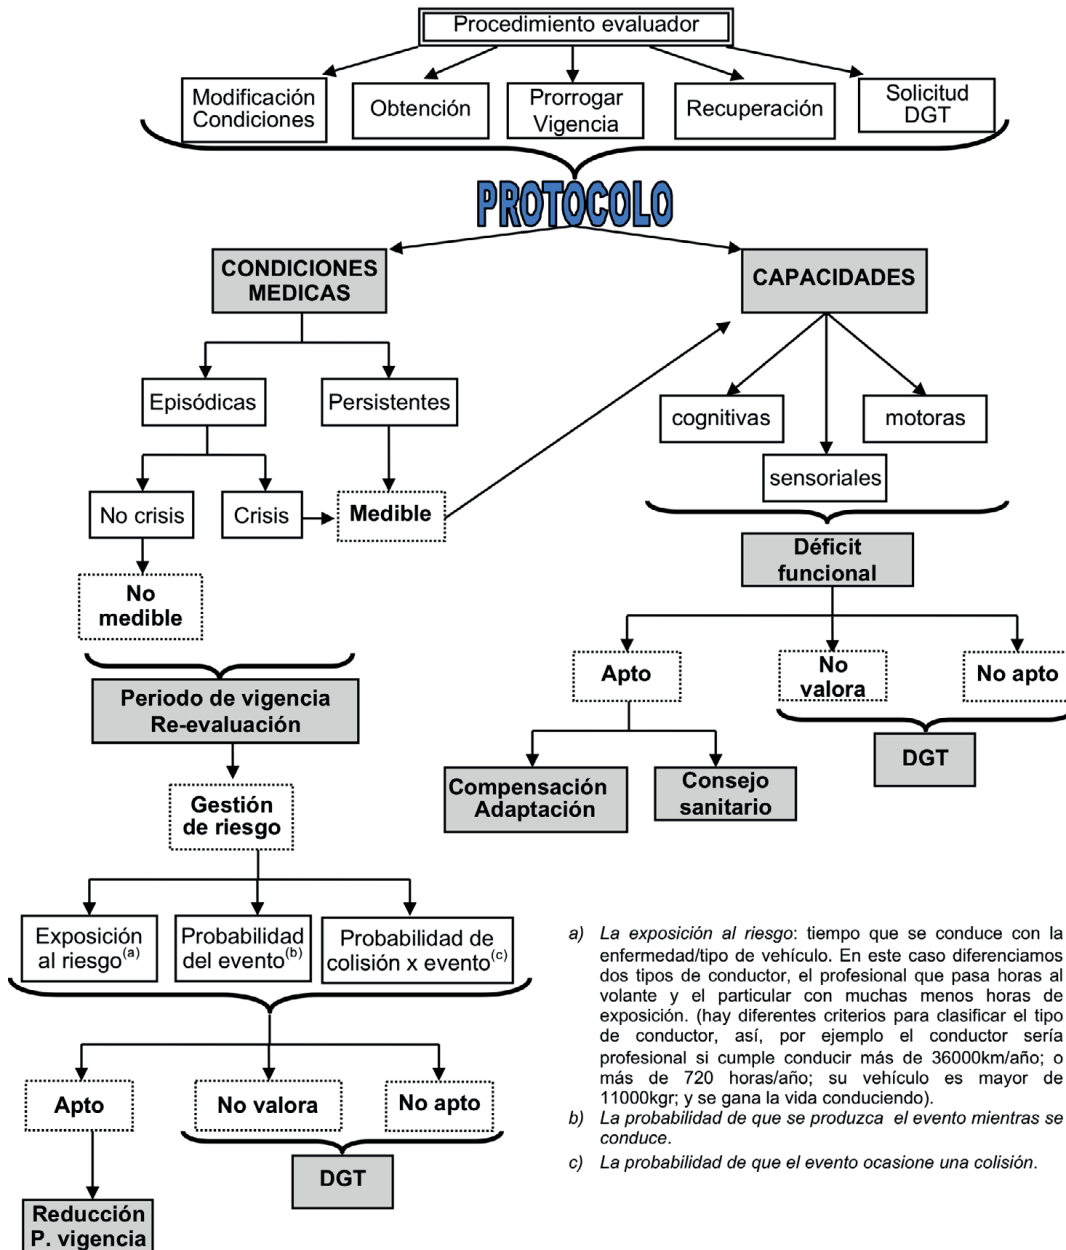 Procedimiento evaluador
Modificación
Condiciones
Obtención
Prorrogar
Vigencia
Recuperación
Solicitud
DGT
PROTOCOLO
CONDICIONES
MEDICAS
CAPACIDADES
Episódicas
Persistentes
cognitivas
motoras
sensoriales
No crisis
Crisis
Medible
No
medible
Déficit
funcional
Apto
No
valora
No apto
Periodo de vigencia
Re-evaluación
DGT
Compensación
Adaptación
Consejo
sanitario
Gestión
de riesgo
Exposición
al riesgo(a)
Probabilidad
del evento(b)
Probabilidad de
colisión x evento(c)
Apto
No valora
No apto
DGT
Reducción
P. vigencia
a) La exposición al riesgo: tiempo que se conduce con la
enfermedad/tipo de vehículo. En este caso diferenciamos
dos tipos de conductor, el profesional que pasa horas al
volante y el particular con muchas menos horas de
exposición. (hay diferentes criterios para clasificar el tipo
de conductor, así, por ejemplo el conductor sería
profesional si cumple conducir más de 36000km/año; o
más de 720 horas/año; su vehículo es mayor de
11000kgr; y se gana la vida conduciendo).
b) La probabilidad de que se produzca el evento mientras se
conduce.
c) La probabilidad de que el evento ocasione una colisión.